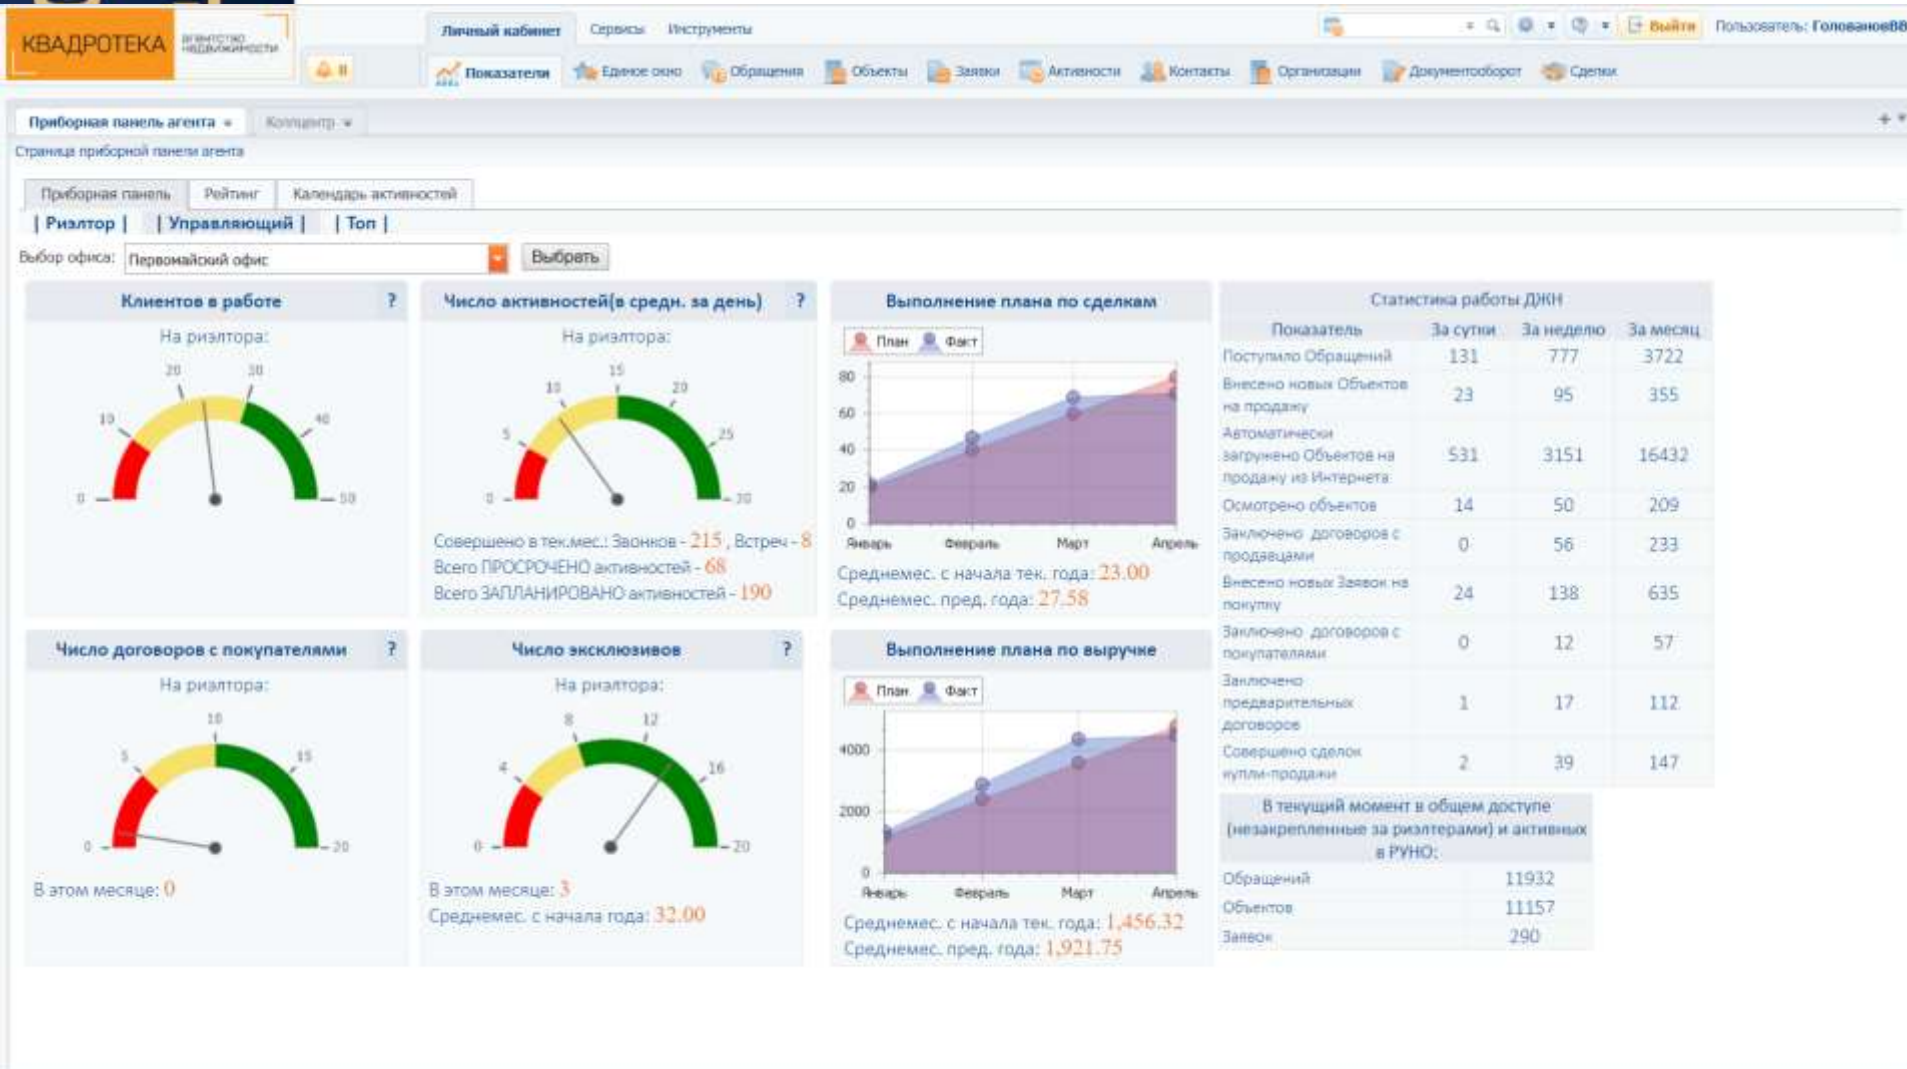 КВАДРОТЕКА агентство недвижимости
Личный кабинет Сервисы Инструменты
Выйти Пользователь: Голованов88
Показатели Единое окно Обращения Объекты Заявки Активности Контакты Организации Документооборот Сделки
Приборная панель агента Коллцентр
Страница приборной панели агента
Приборная панель Рейтинг Календарь активностей
| Риэлтор | | Управляющий | | Топ |
Выбор офиса: Первомайский офис Выбрать
Клиентов в работе ?
На риэлтора:
0 10 20 30 40 50
Число активностей(в средн. за день) ?
На риэлтора:
0 5 10 15 20 25 30
Совершено в тек.мес.: Звонков - 215 , Встреч - 8
Всего ПРОСРОЧЕНО активностей - 68
Всего ЗАПЛАНИРОВАНО активностей - 190
Выполнение плана по сделкам
План Факт
80
60
40
20
0
Январь Февраль Март Апрель
Среднемес. с начала тек. года: 23.00
Среднемес. пред. года: 27.58
Число договоров с покупателями ?
На риэлтора:
0 5 10 15 20
В этом месяце: 0
Число эксклюзивов ?
На риэлтора:
0 4 8 12 16 20
В этом месяце: 3
Среднемес. с начала года: 32.00
Выполнение плана по выручке
План Факт
4000
2000
0
Январь Февраль Март Апрель
Среднемес. с начала тек. года: 1,456.32
Среднемес. пред. года: 1,921.75
Статистика работы ДЖН
Показатель За сутки За неделю За месяц
Поступило Обращений 131 777 3722
Внесено новых Объектов
на продажу 23 95 355
Автоматически
загружено Объектов на
продажу из Интернета 531 3151 16432
Осмотрено объектов 14 50 209
Заключено договоров с
продавцами 0 56 233
Внесено новых Заявок на
покупку 24 138 635
Заключено договоров с
покупателями 0 12 57
Заключено
предварительных
договоров 1 17 112
Совершено сделок
купли-продажи 2 39 147
В текущий момент в общем доступе
(незакрепленные за риэлтерами) и активных
в РУНО:
Обращений 11932
Объектов 11157
Заявок 290